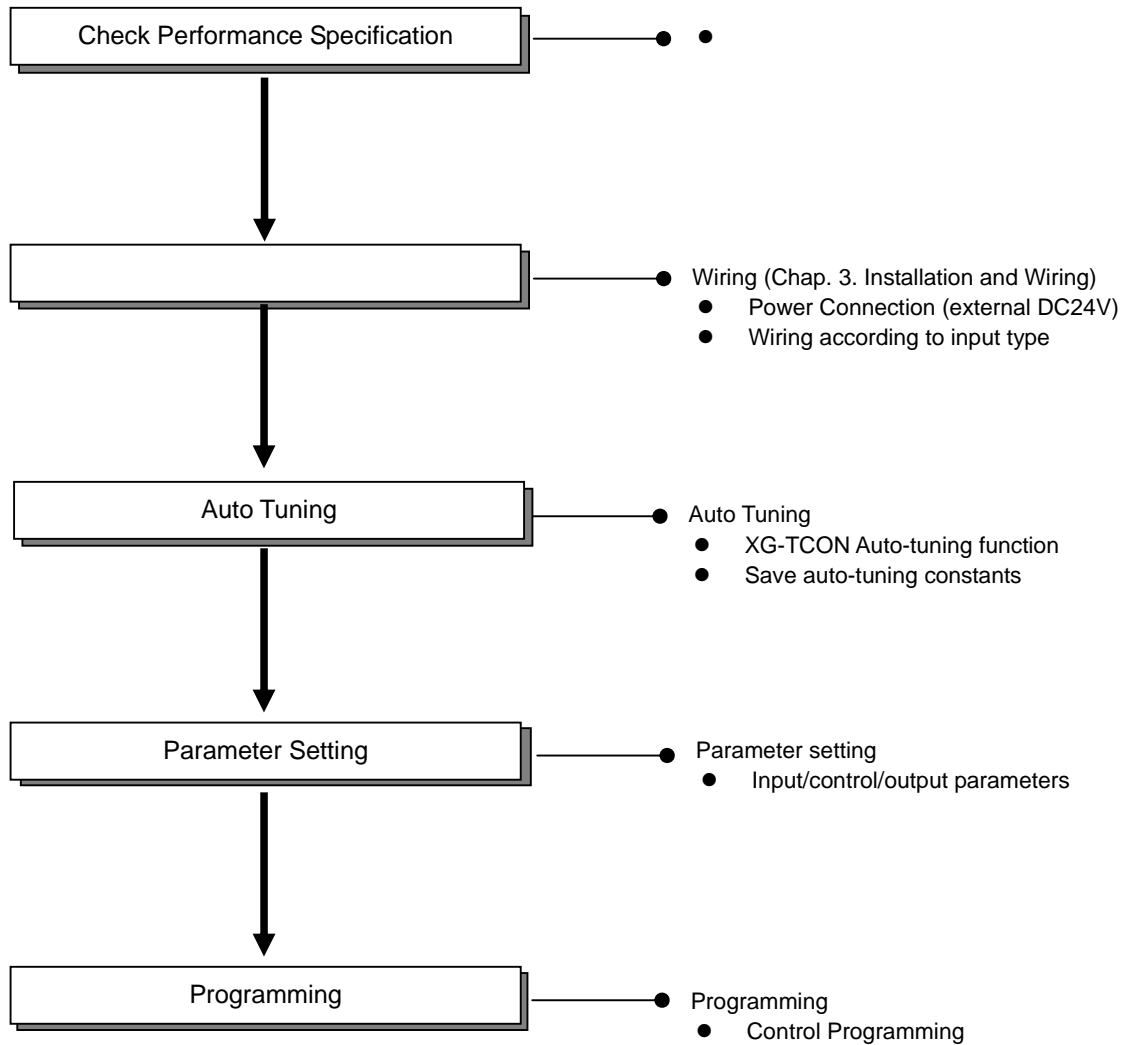 Check Performance Specification
●
Wiring (Chap. 3. Installation and Wiring)
● Power Connection (external DC24V)
● Wiring according to input type
Auto Tuning
Auto Tuning
● XG-TCON Auto-tuning function
● Save auto-tuning constants
Parameter Setting
Parameter setting
● Input/control/output parameters
Programming
Programming
● Control Programming